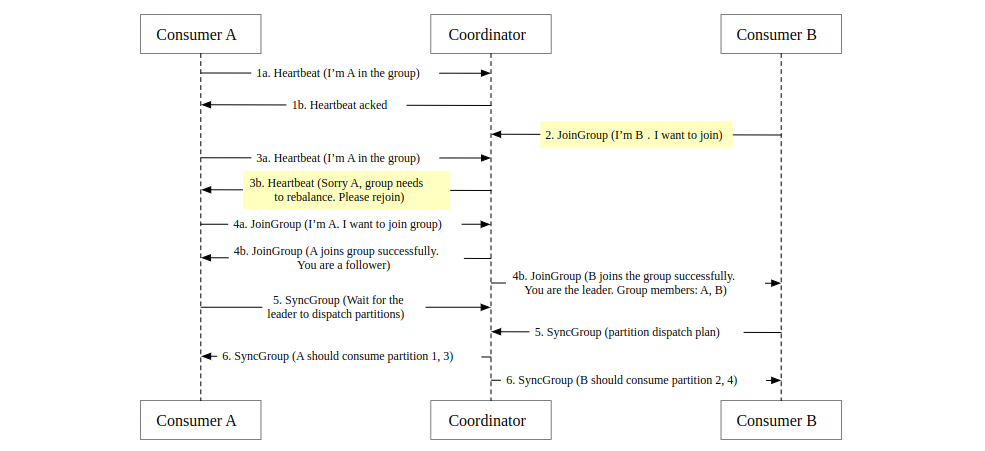 Consumer A
Coordinator
Consumer B
1a. Heartbeat (I’m A in the group)
1b. Heartbeat acked
2. JoinGroup (I’m B . I want to join)
3a. Heartbeat (I’m A in the group)
3b. Heartbeat (Sorry A, group needs
to rebalance. Please rejoin)
4a. JoinGroup (I’m A. I want to join group)
4b. JoinGroup (A joins group successfully.
You are a follower)
4b. JoinGroup (B joins the group successfully.
You are the leader. Group members: A, B)
5. SyncGroup (Wait for the
leader to dispatch partitions)
5. SyncGroup (partition dispatch plan)
6. SyncGroup (A should consume partition 1, 3)
6. SyncGroup (B should consume partition 2, 4)
Consumer A
Coordinator
Consumer B